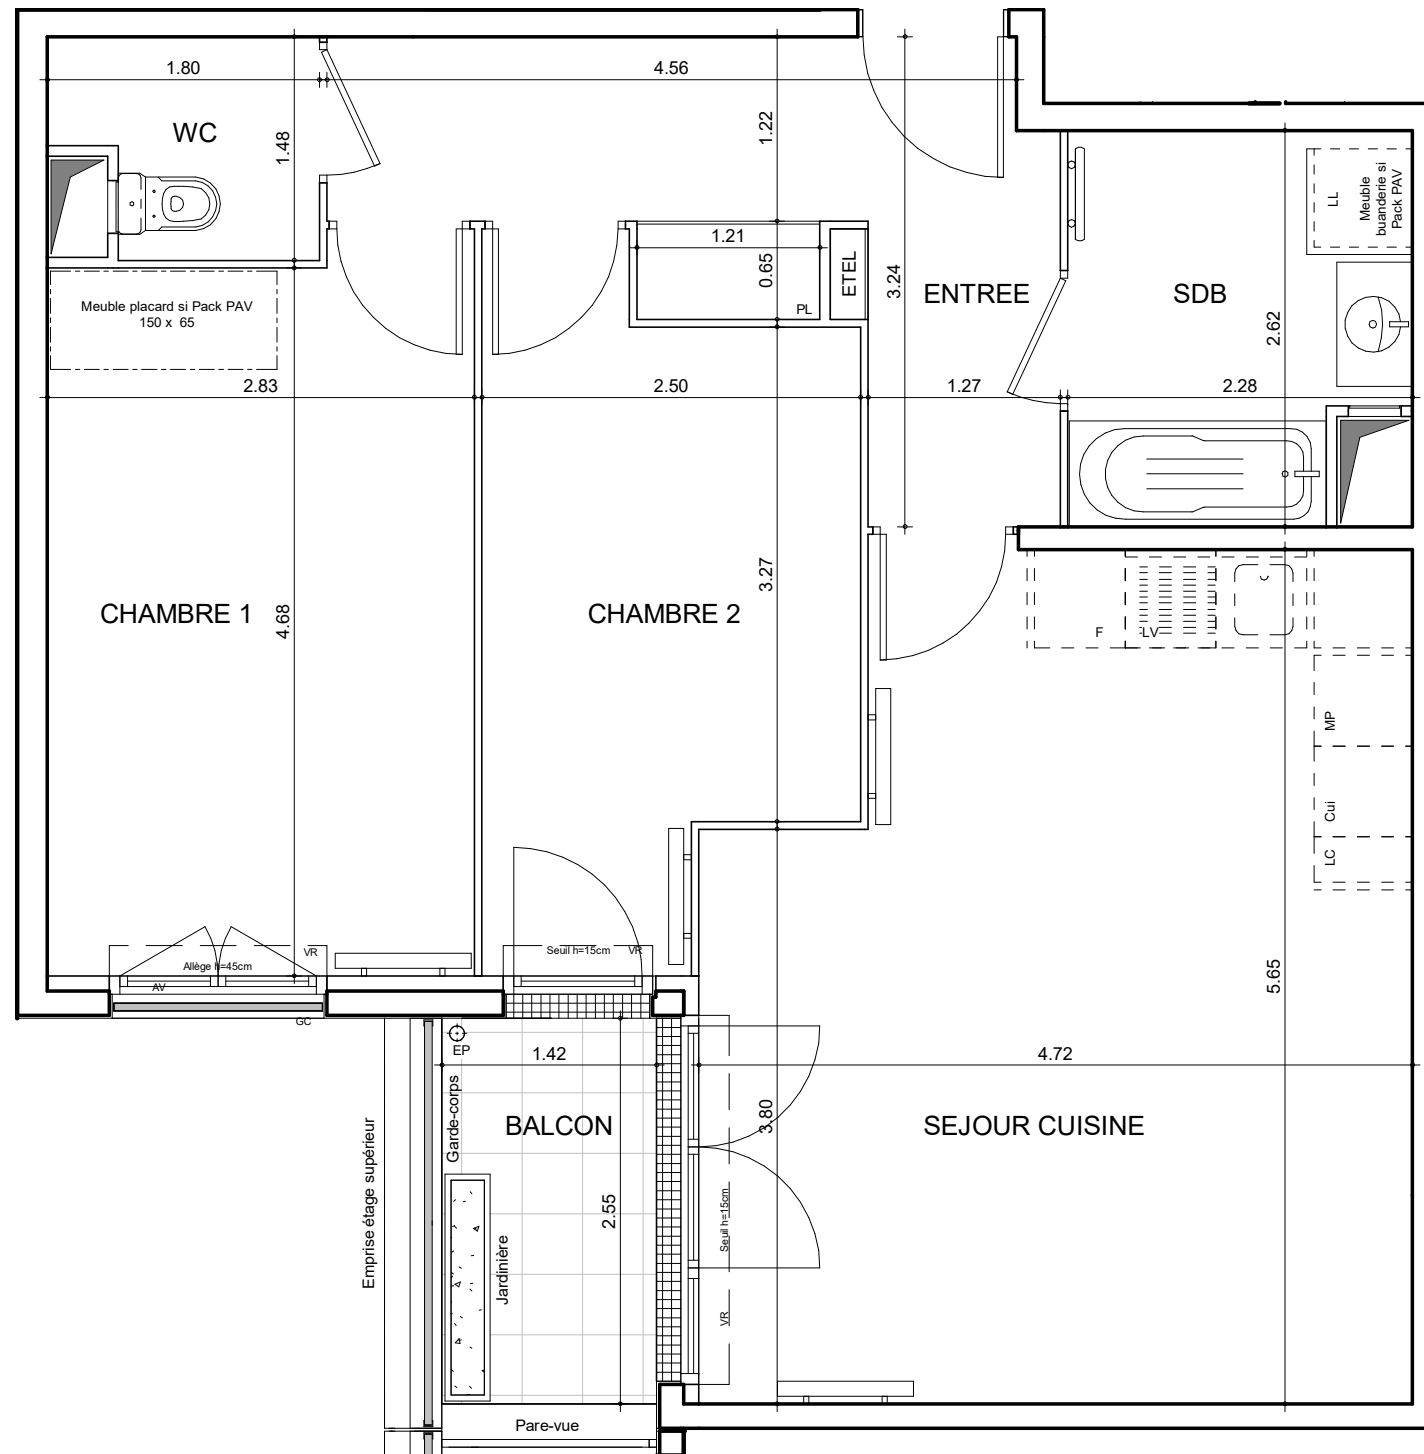 1.80
4.56
WC
1.48
1.22
LL
Meuble
buanderie si
Pack PAV
1.21
0.65
ETEL
3.24
ENTREE
SDB
Meuble placard si Pack PAV
150 x 65
PL
2.62
2.83
2.50
1.27
2.28
CHAMBRE 1
4.68
CHAMBRE 2
3.27
F
LV
MP
Cui
LC
VR
Allège h=45cm
AV
GC
Seuil h=15cm
VR
5.65
EP
1.42
4.72
Garde-corps
BALCON
3.80
SEJOUR CUISINE
Emprise étage supérieur
2.55
Seuil h=15cm
Jardinière
VR
Pare-vue